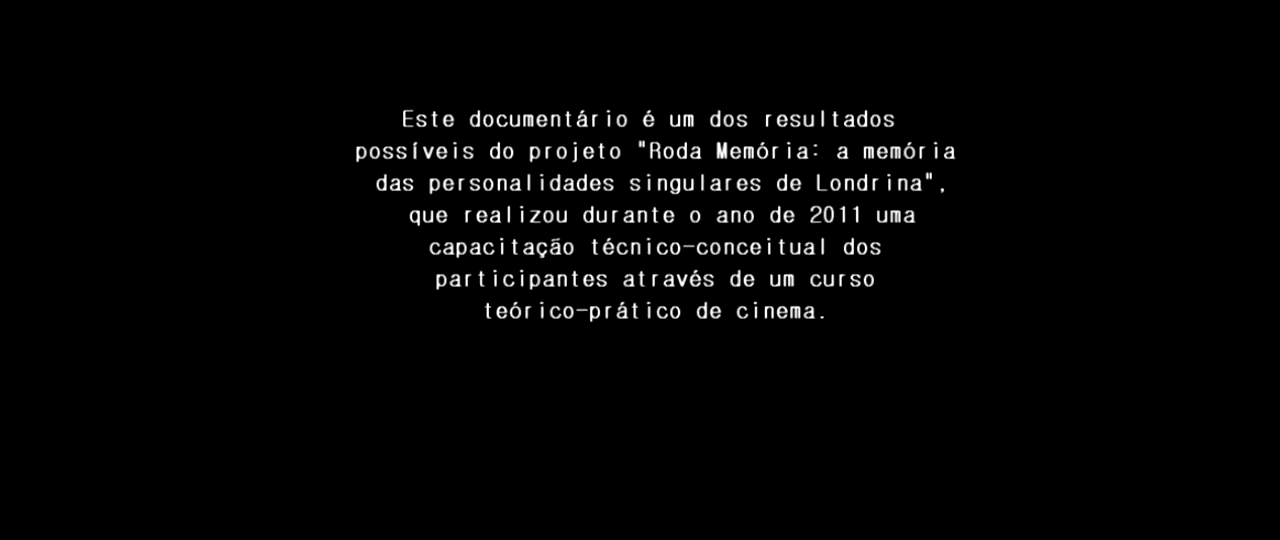 Este documentário é um dos resultados
possíveis do projeto "Roda Memória: a memória
das personalidades singulares de Londrina",
que realizou durante o ano de 2011 uma
capacitação técnico-conceitual dos
participantes através de um curso
teórico-prático de cinema.